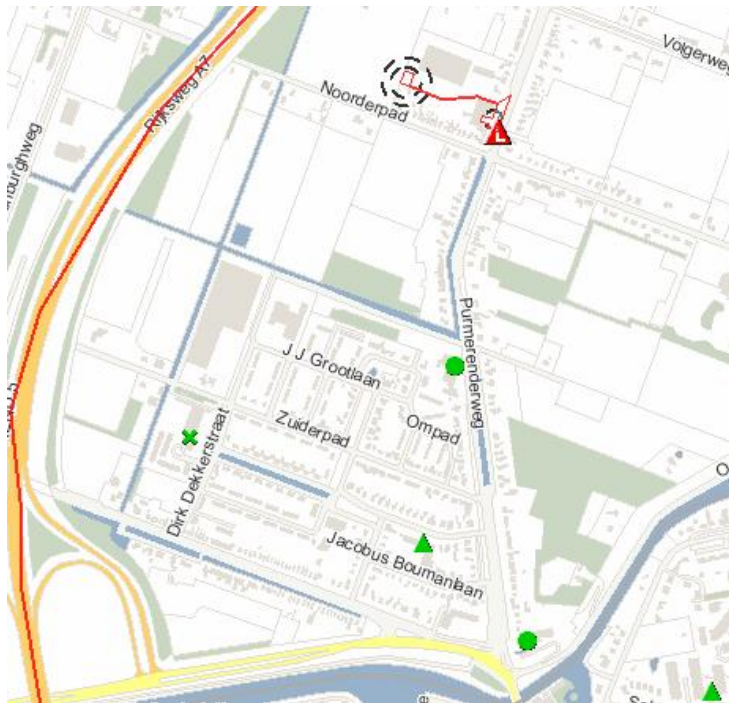 Volgerweg
Rijksweg A7
Noorderpad
Purmerenderweg
J J Grootlaan
Zuiderpad
Ompad
Dirk Dekkerstraat
Jacobus Boumanlaan
L